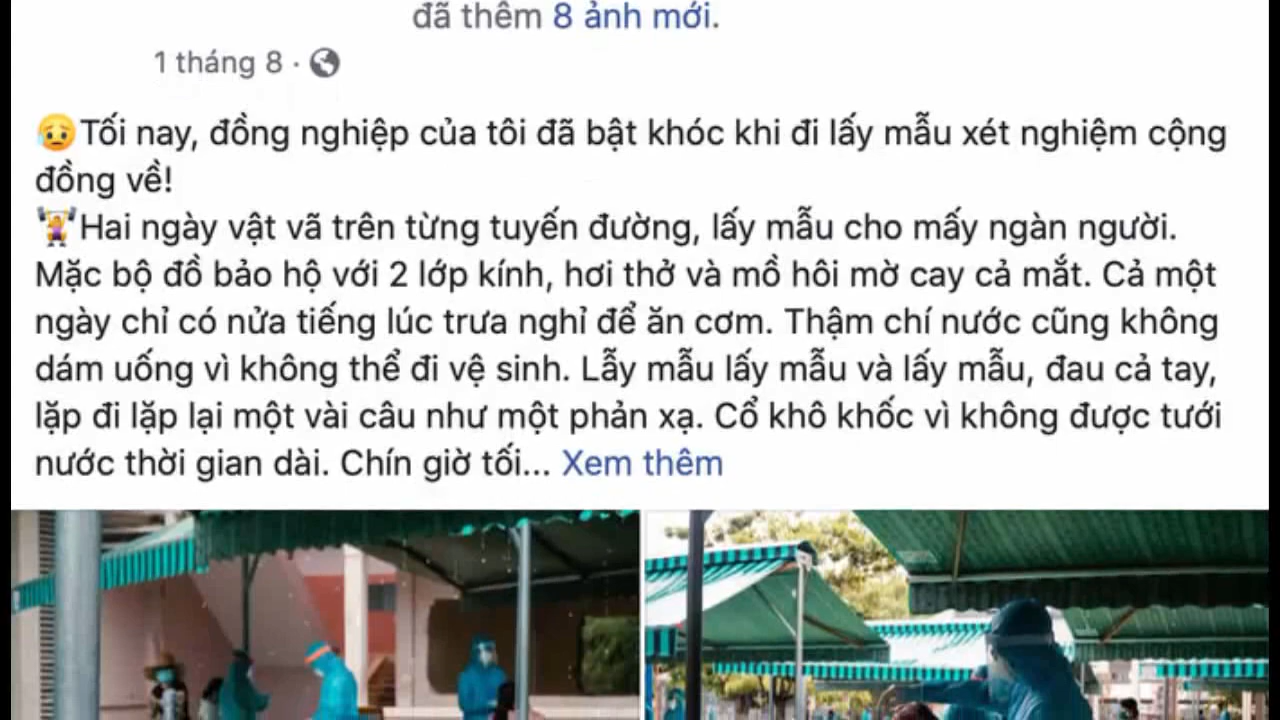 đã thêm 8 ảnh mới.
1 tháng 8 ·
😥Tối nay, đồng nghiệp của tôi đã bật khóc khi đi lấy mẫu xét nghiệm cộng
đồng về!
🏋️‍♀️Hai ngày vật vã trên từng tuyến đường, lấy mẫu cho mấy ngàn người.
Mặc bộ đồ bảo hộ với 2 lớp kính, hơi thở và mồ hôi mờ cay cả mắt. Cả một
ngày chỉ có nửa tiếng lúc trưa nghỉ để ăn cơm. Thậm chí nước cũng không
dám uống vì không thể đi vệ sinh. Lẫy mẫu lấy mẫu và lấy mẫu, đau cả tay,
lặp đi lặp lại một vài câu như một phản xạ. Cổ khô khốc vì không được tưới
nước thời gian dài. Chín giờ tối... Xem thêm